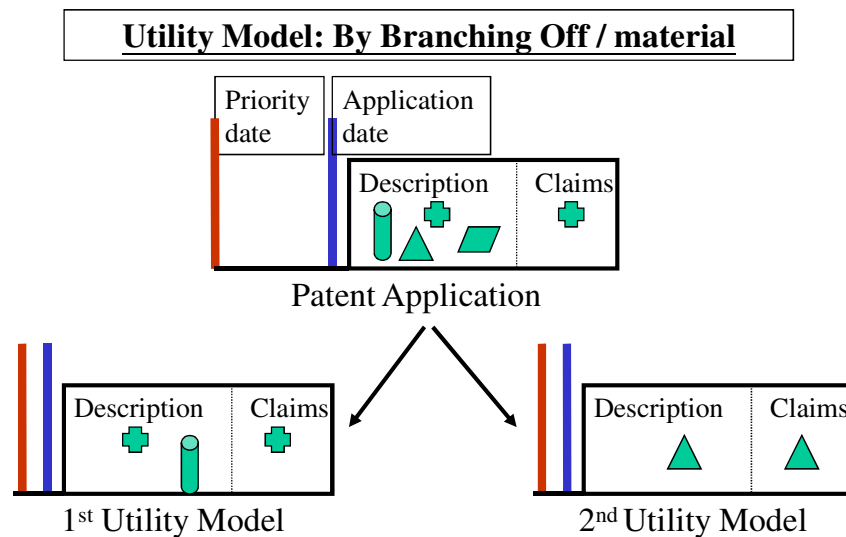 Utility Model: By Branching Off / material
Priority date
Application date
Description
Claims
Patent Application
Description
Claims
1st Utility Model
Description
Claims
2nd Utility Model